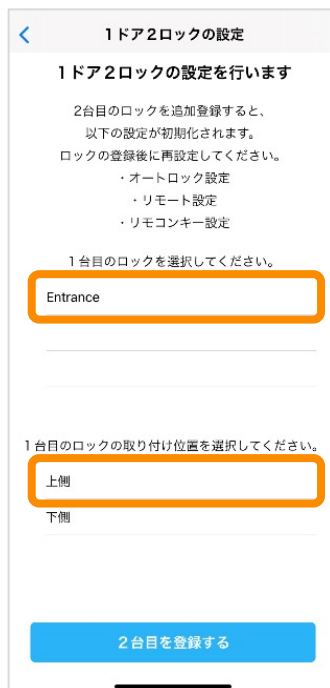 1ドア2ロックの設定
1ドア2ロックの設定を行います
2台目のロックを追加登録すると、
以下の設定が初期化されます。
ロックの登録後に再設定してください。
・オートロック設定
・リモート設定
・リモコンキー設定
1台目のロックを選択してください。
Entrance
1台目のロックの取り付け位置を選択してください。
上側
下側
2台目を登録する